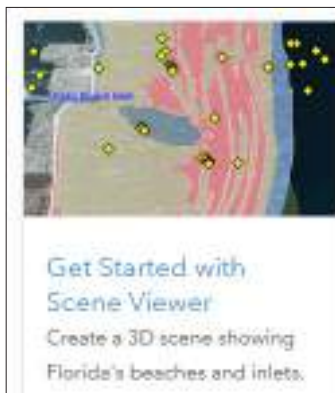 Get Started with
Scene Viewer
Create a 3D scene showing
Florida's beaches and inlets.